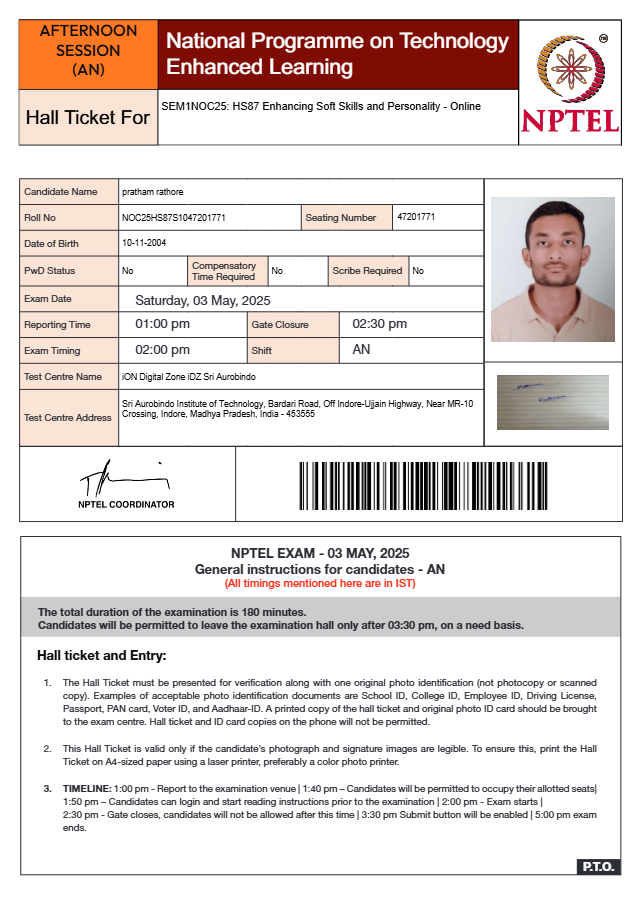 AFTERNOON
SESSION
(AN)
National Programme on Technology
Enhanced Learning
Hall Ticket For
SEM1NOC25: HS87 Enhancing Soft Skills and Personality - Online
NPTEL
Candidate Name
pratham rathore
Roll No
NOC25HS87S1047201771
Seating Number
47201771
Date of Birth
10-11-2004
PwD Status
No
Compensatory
Time Required
No
Scribe Required
No
Exam Date
Saturday, 03 May, 2025
Reporting Time
01:00 pm
Gate Closure
02:30 pm
Exam Timing
02:00 pm
Shift
AN
Test Centre Name
iON Digital Zone iDZ Sri Aurobindo
Test Centre Address
Sri Aurobindo Institute of Technology, Bardari Road, Off Indore-Ujjain Highway, Near MR-10
Crossing, Indore, Madhya Pradesh, India - 453555
NPTEL COORDINATOR
NPTEL EXAM - 03 MAY, 2025
General instructions for candidates - AN
(All timings mentioned here are in IST)
The total duration of the examination is 180 minutes.
Candidates will be permitted to leave the examination hall only after 03:30 pm, on a need basis.
Hall ticket and Entry:
1. The Hall Ticket must be presented for verification along with one original photo identification (not photocopy or scanned
copy). Examples of acceptable photo identification documents are School ID, College ID, Employee ID, Driving License,
Passport, PAN card, Voter ID, and Aadhaar-ID. A printed copy of the hall ticket and original photo ID card should be brought
to the exam centre. Hall ticket and ID card copies on the phone will not be permitted.
2. This Hall Ticket is valid only if the candidate's photograph and signature images are legible. To ensure this, print the Hall
Ticket on A4-sized paper using a laser printer, preferably a color photo printer.
3. TIMELINE: 1:00 pm - Report to the examination venue | 1:40 pm – Candidates will be permitted to occupy their allotted seats|
1:50 pm – Candidates can login and start reading instructions prior to the examination | 2:00 pm - Exam starts |
2:30 pm - Gate closes, candidates will not be allowed after this time | 3:30 pm Submit button will be enabled | 5:00 pm exam
ends.
P.T.O.